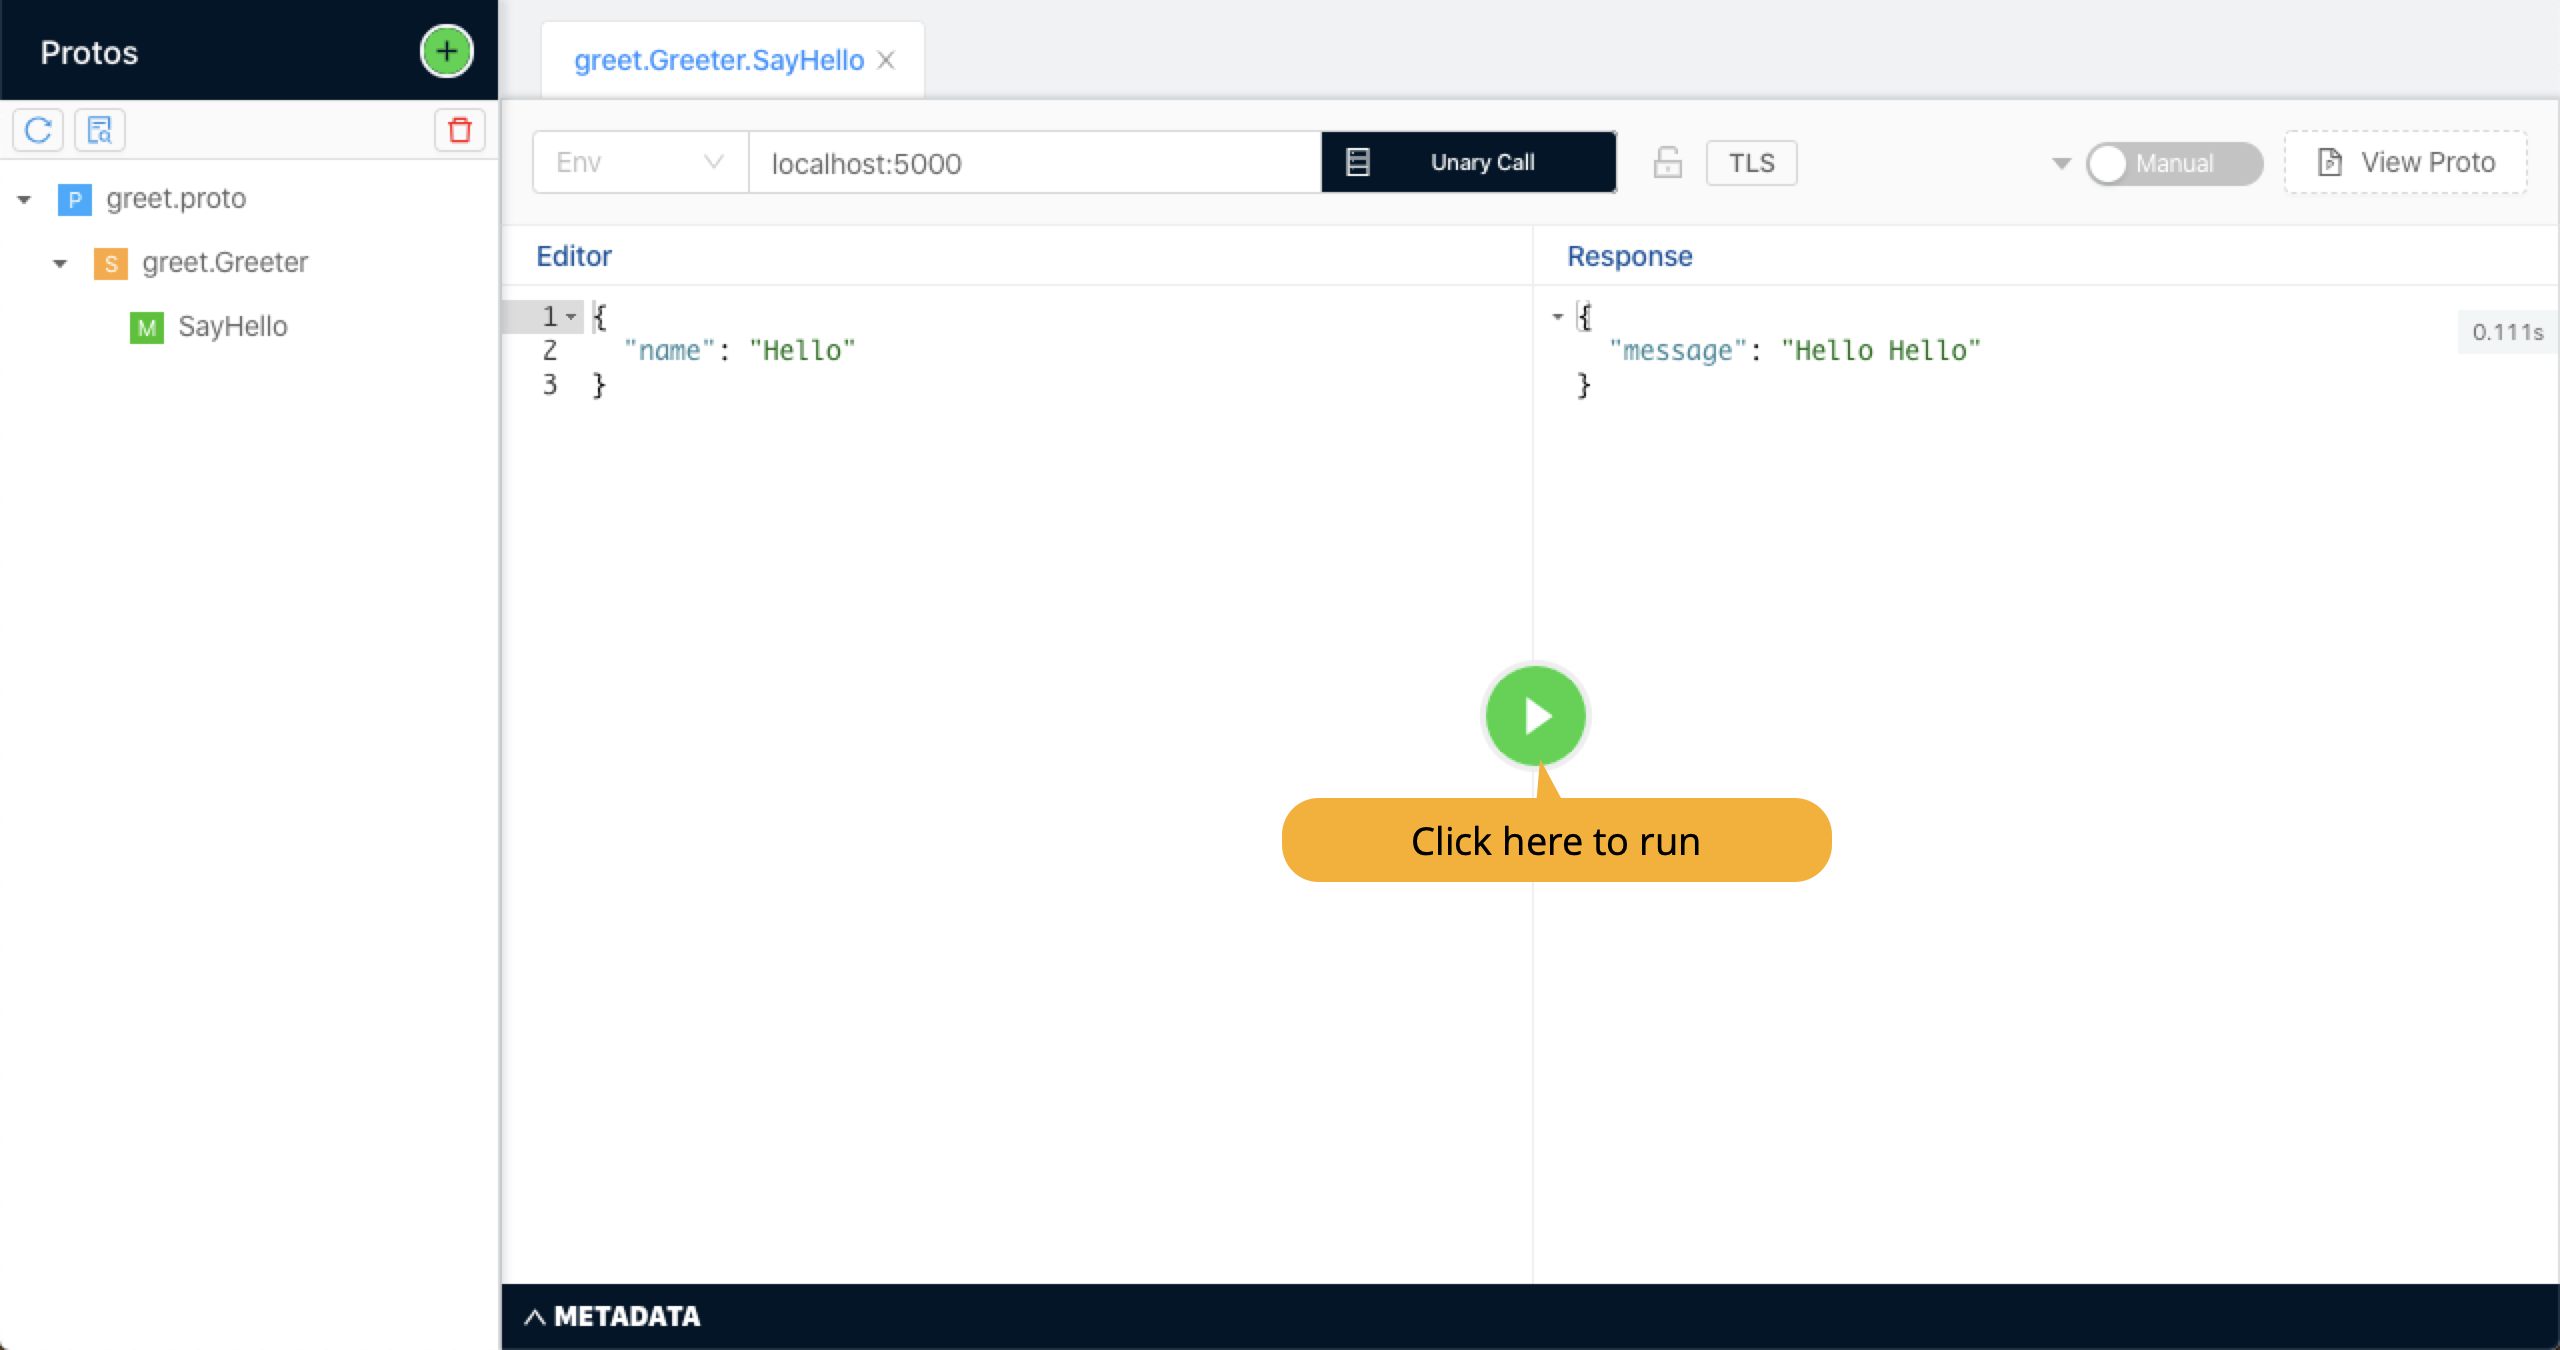 Protos
greet.proto
greet.Greeter
SayHello
greet.Greeter.SayHello
Env
localhost:5000
Unary Call
TLS
Manual
View Proto
Editor
1 {
2 "name": "Hello"
3 }
Response
{
"message": "Hello Hello"
}
0.111s
Click here to run
METADATA